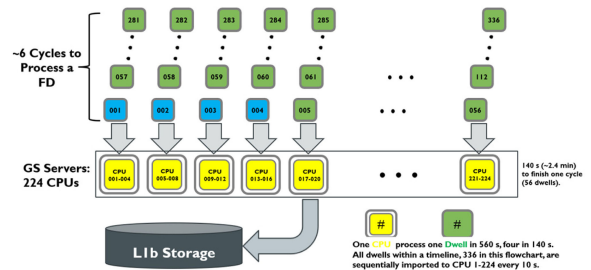 281 282 283 284 285 336
~6 Cycles to
Process a
FD
057 058 059 060 061 112
001 002 003 004 005 056
GS Servers:
224 CPUs
CPU
001-004
CPU
005-008
CPU
009-012
CPU
013-016
CPU
017-020
CPU
221-224
140 s (~2.4 min)
to finish one cycle
(56 dwells).
L1b Storage
# #
One CPU process one Dwell in 560 s, four in 140 s.
All dwells within a timeline, 336 in this flowchart, are
sequentially imported to CPU 1-224 every 10 s.